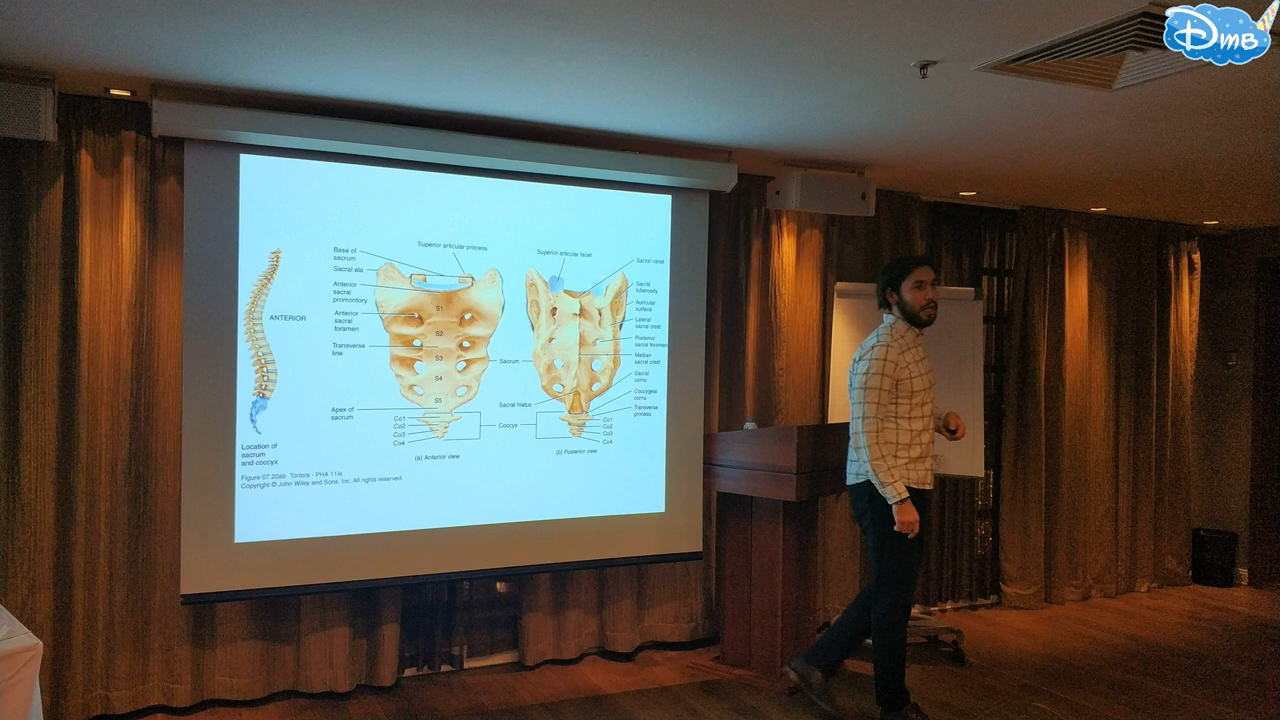 DMB
Superior articular process
Base of
sacrum
Sacral ala
Anterior
sacral
promontory
Anterior
sacral
foramen
Transverse
line
Apex of
sacrum
Co1
Co2
Co3
Co4
S1
S2
S3
S4
S5
(a) Anterior view
ANTERIOR
Location of
sacrum
and coccyx
Sacrum
Sacral hiatus
Coccyx
Superior articular facet
Sacral canal
Sacral
tuberosity
Auricular
surface
Lateral
sacral crest
Posterior
sacral foramen
Median
sacral crest
Sacral
cornu
Coccygeal
cornu
Transverse
process
Co1
Co2
Co3
Co4
(b) Posterior view
Figure 07.20ab Tortora - PHA 11/e
Copyright © John Wiley and Sons, Inc. All rights reserved.